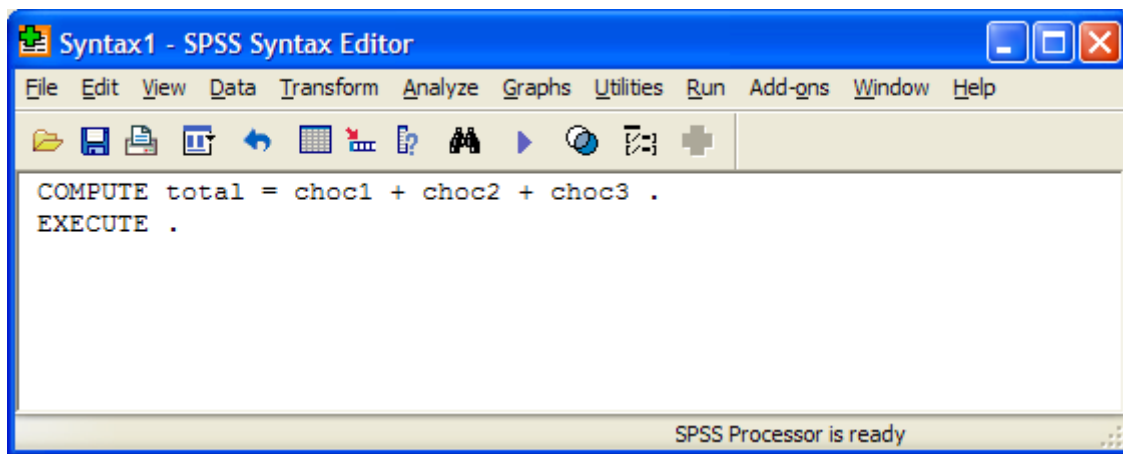 Syntax1 - SPSS Syntax Editor
File Edit View Data Transform Analyze Graphs Utilities Run Add-ons Window Help
COMPUTE total = choc1 + choc2 + choc3 .
EXECUTE .
SPSS Processor is ready